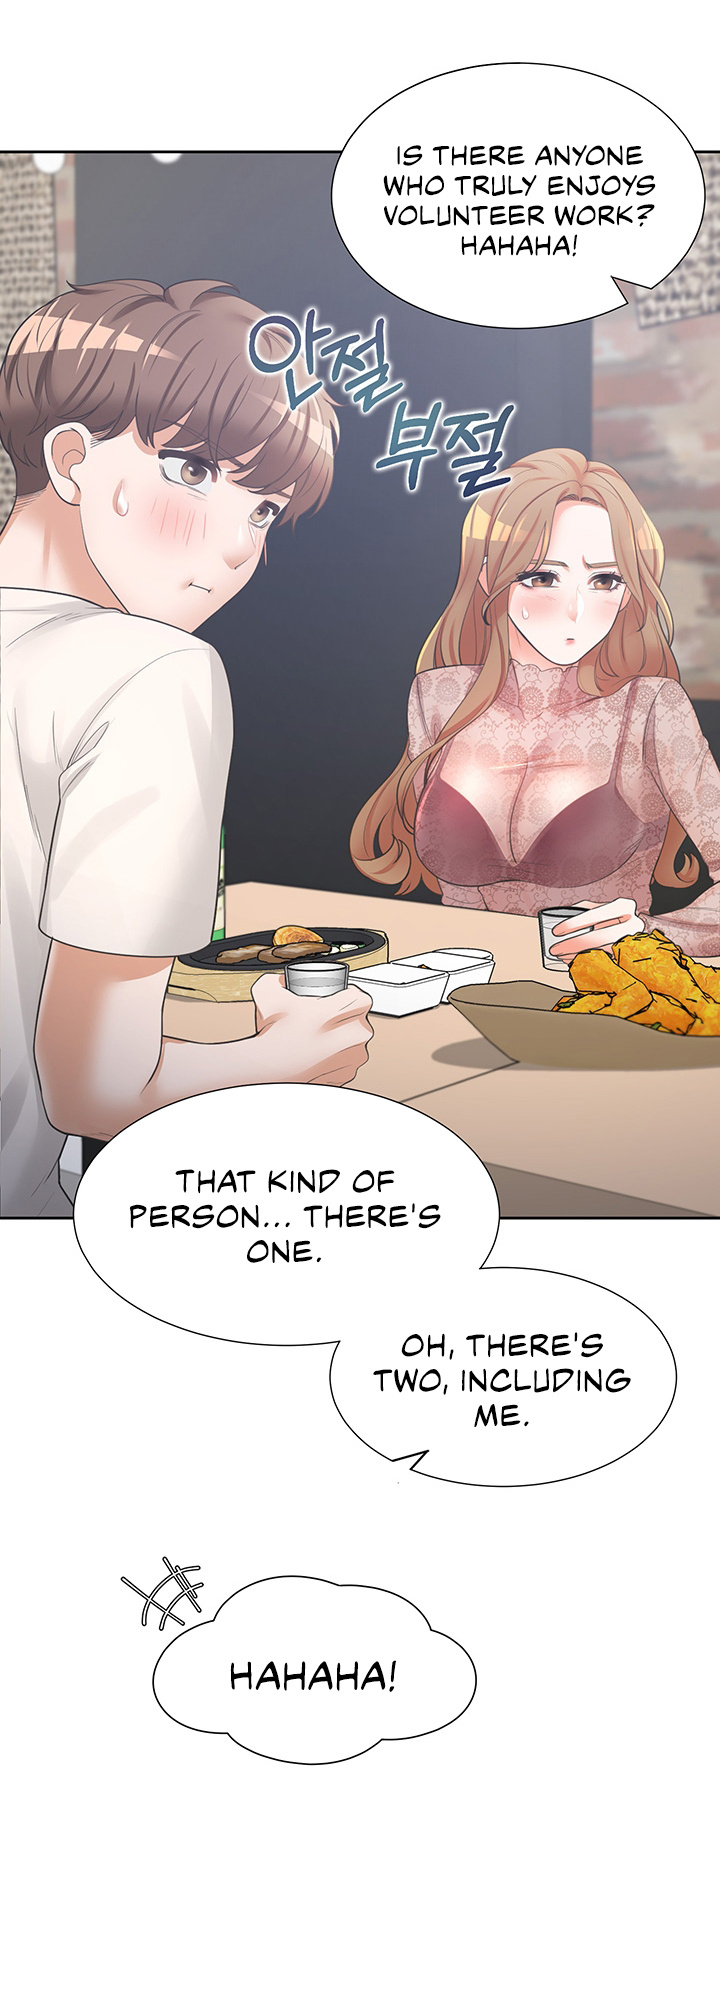 IS THERE ANYONE
WHO TRULY ENJOYS
VOLUNTEER WORK?
HAHAHA!
안절
부절
THAT KIND OF
PERSON... THERE'S
ONE.
OH, THERE'S
TWO, INCLUDING
ME.
HAHAHA!